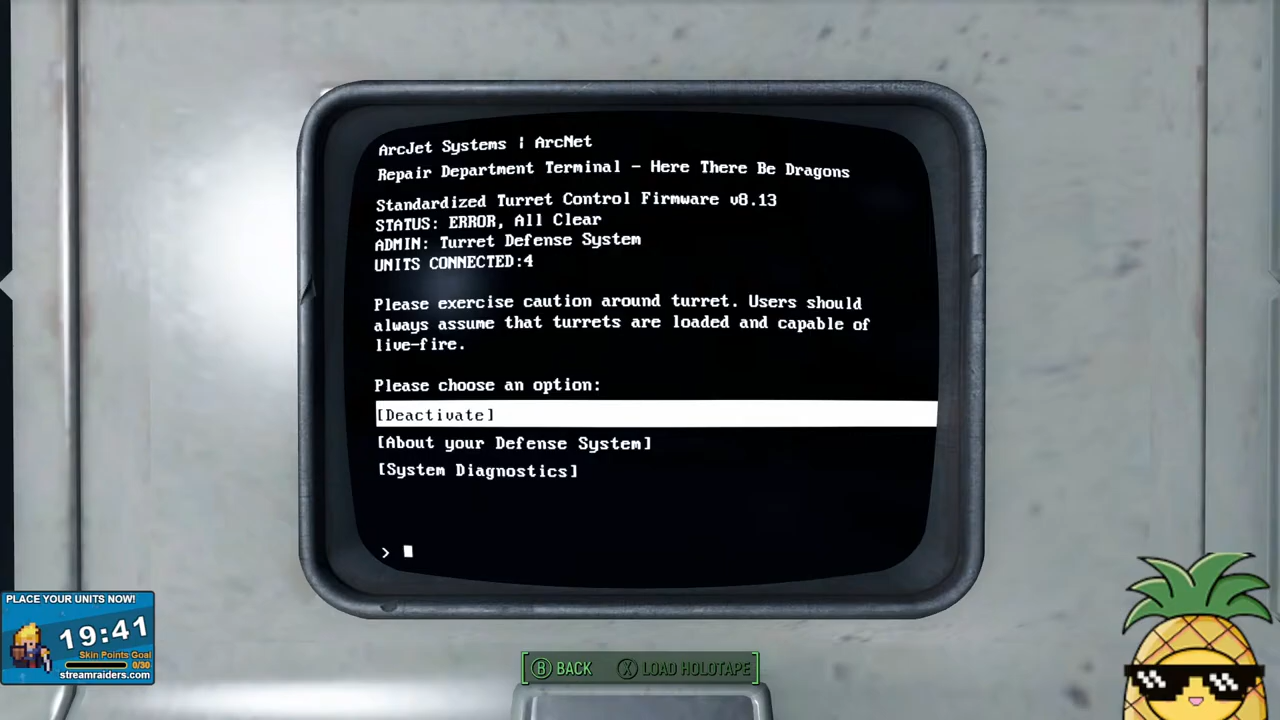 ArcJet Systems | ArcNet
Repair Department Terminal - Here There Be Dragons
Standardized Turret Control Firmware v8.13
STATUS: ERROR, All Clear
ADMIN: Turret Defense System
UNITS CONNECTED:4
Please exercise caution around turret. Users should
always assume that turrets are loaded and capable of
live-fire.
Please choose an option:
[Deactivate]
[About your Defense System]
[System Diagnostics]
>
PLACE YOUR UNITS NOW!
19:41
Skin Points Goal
0/30
streamraiders.com
B BACK X LOAD HOLOTAPE